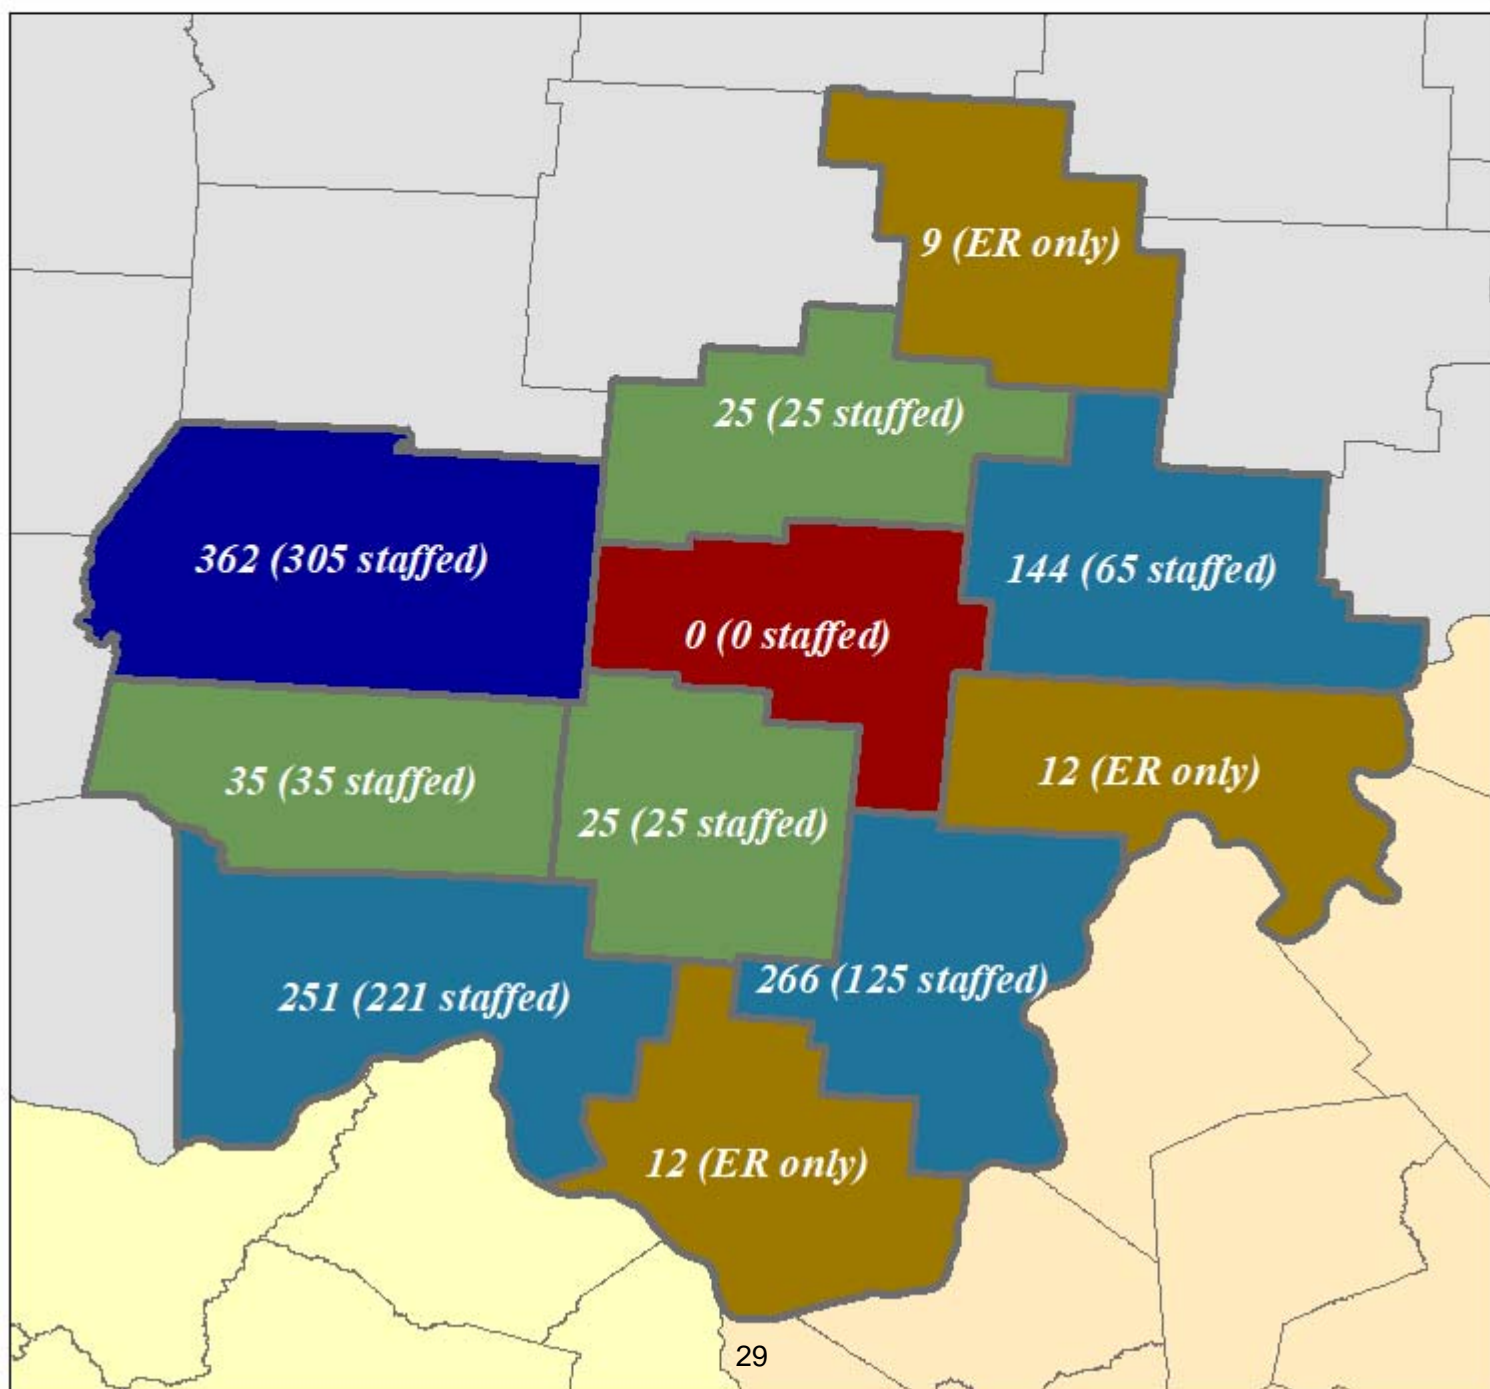 9 (ER only)
25 (25 staffed)
362 (305 staffed)
144 (65 staffed)
0 (0 staffed)
12 (ER only)
35 (35 staffed)
25 (25 staffed)
266 (125 staffed)
251 (221 staffed)
12 (ER only)
29